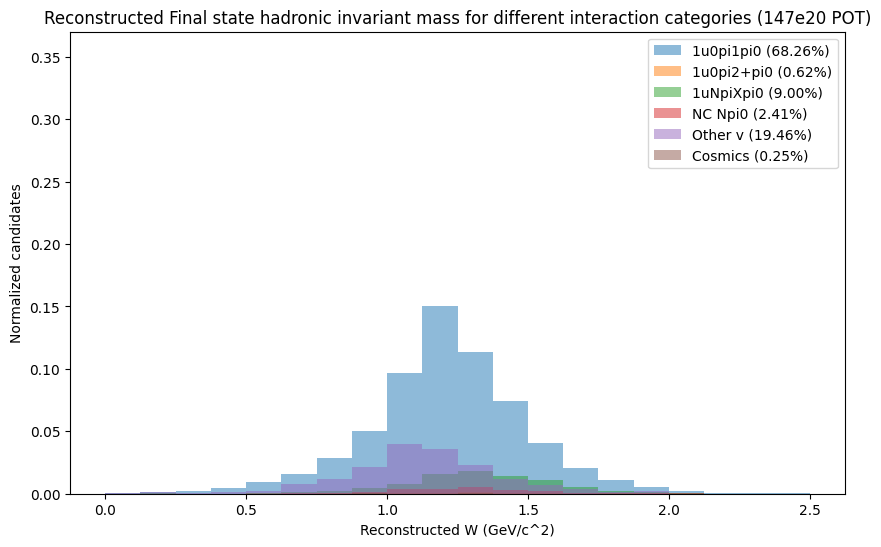 Reconstructed Final state hadronic invariant mass for different interaction categories (147e20 POT)
1u0pi1pi0 (68.26%)
1u0pi2+pi0 (0.62%)
1uNpiXpi0 (9.00%)
NC Npi0 (2.41%)
Other v (19.46%)
Cosmics (0.25%)
Normalized candidates
0.35
0.30
0.25
0.20
0.15
0.10
0.05
0.00
0.0 0.5 1.0 1.5 2.0 2.5
Reconstructed W (GeV/c^2)